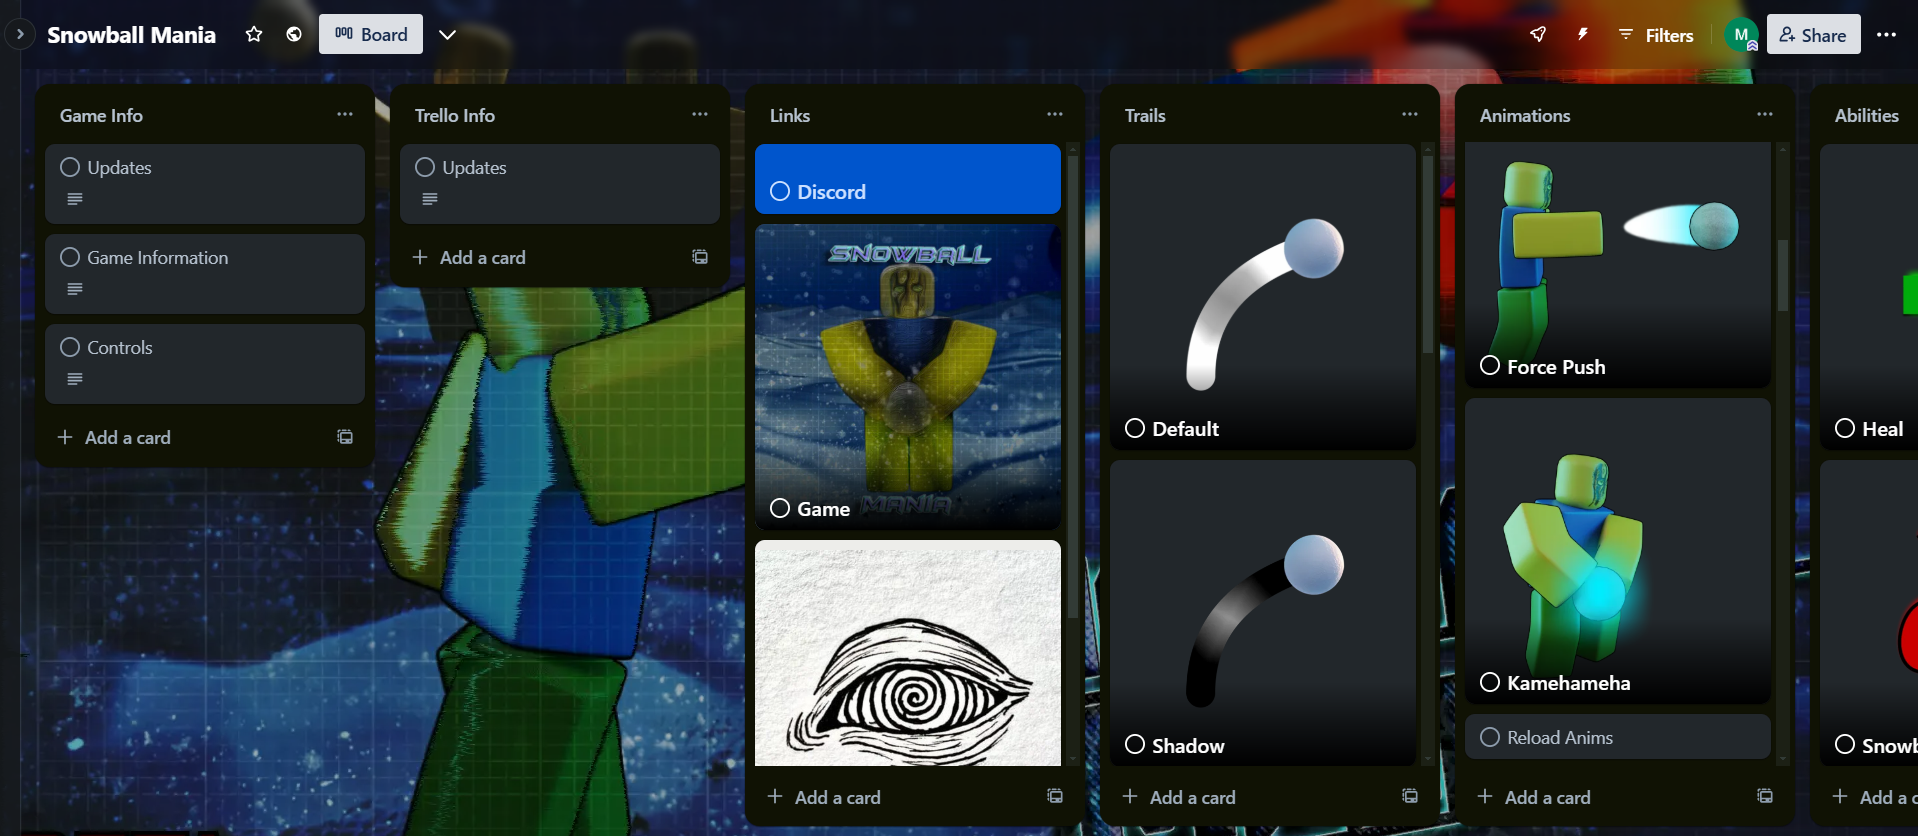 Snowball Mania
Board
Filters
M
Share
Game Info
Updates
Game Information
Controls
Add a card
Trello Info
Updates
Add a card
Links
Discord
SNOWBALL
MANIA
Game
Add a card
Trails
Default
Shadow
Add a card
Animations
Force Push
Kamehameha
Reload Anims
Add a card
Abilities
Heal
Snowb
Add a c